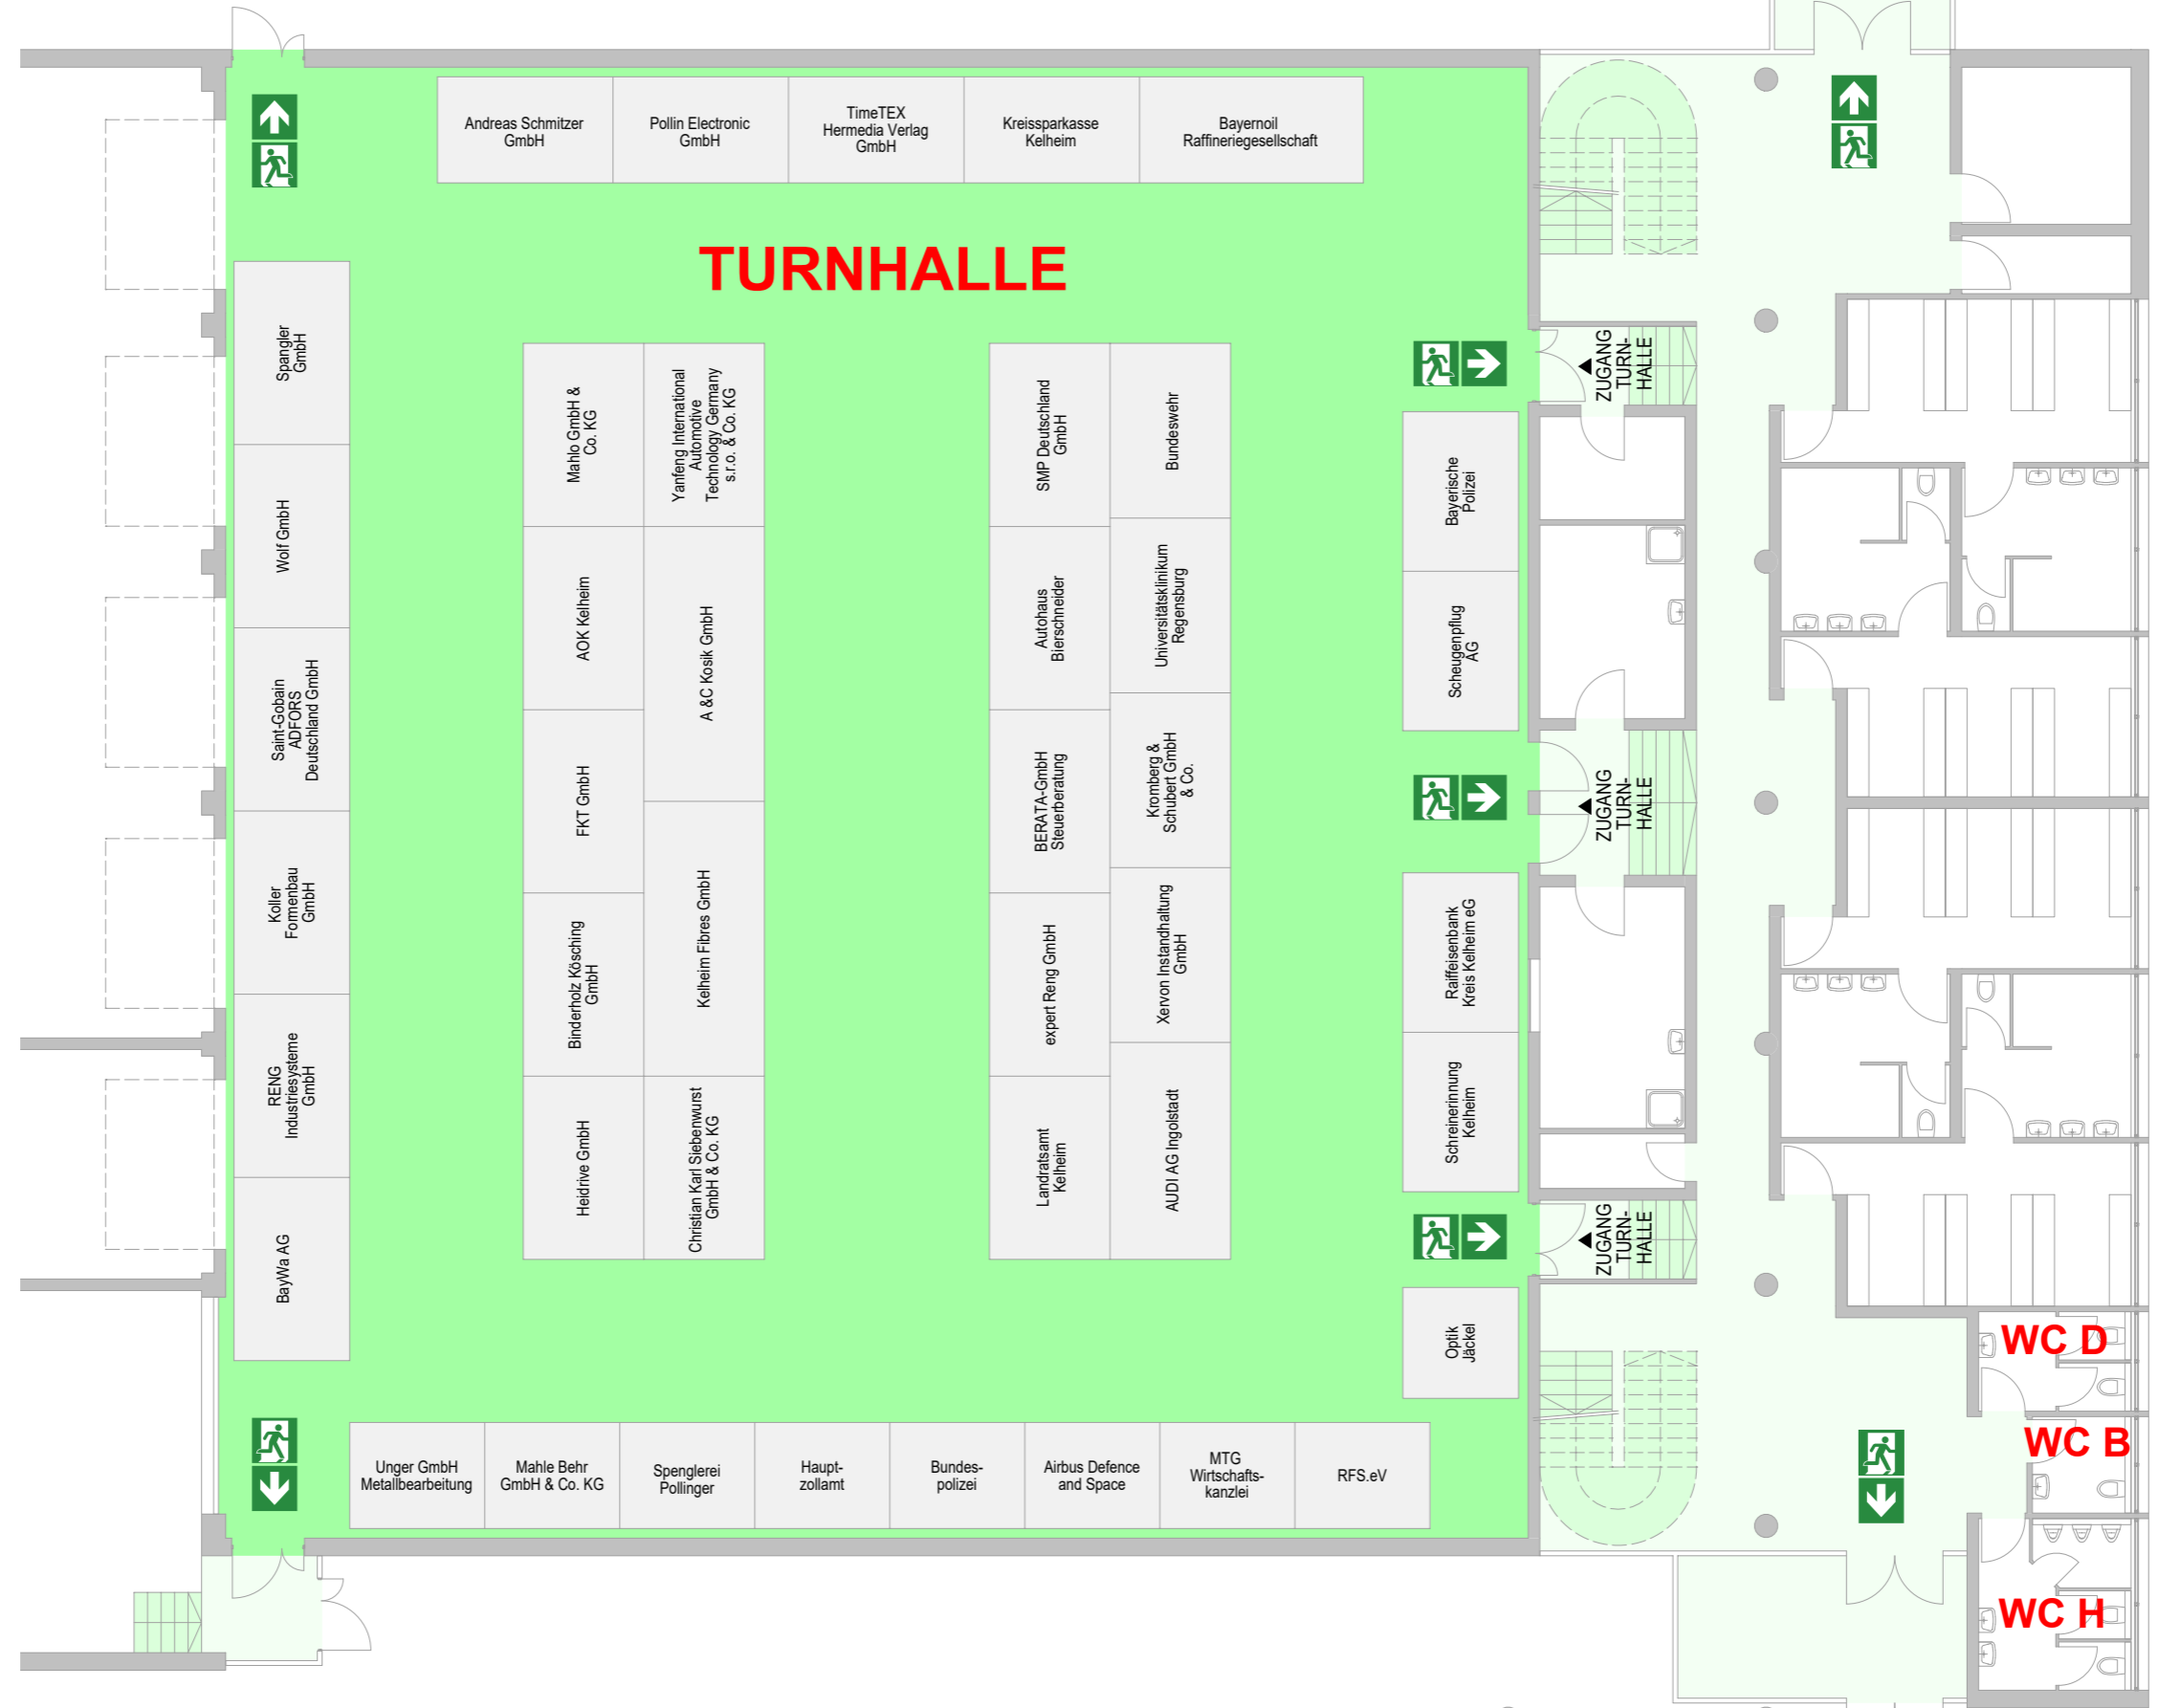 Andreas Schmitzer
GmbH
Pollin Electronic
GmbH
TimeTEX
Hermedia Verlag
GmbH
Kreissparkasse
Kelheim
Bayernoil
Raffineriegesellschaft
TURNHALLE
Spangler
GmbH
Wolf GmbH
Saint-Gobain
ADFORS
Deutschland GmbH
Koller
Formenbau
GmbH
RENG
Industriesysteme
GmbH
BayWa AG
Mahlo GmbH &
Co. KG
AOK Kelheim
FKT GmbH
Binderholz Kösching
GmbH
Heidrive GmbH
Yanfeng International
Automotive
Technology Germany
s.r.o. & Co. KG
A &C Kosik GmbH
Kelheim Fibres GmbH
Christian Karl Siebenwurst
GmbH & Co. KG
SMP Deutschland
GmbH
Autohaus
Bierschneider
BERATA-GmbH
Steuerberatung
expert Reng GmbH
Landratsamt
Kelheim
Bundeswehr
Universitätsklinikum
Regensburg
Kromberg &
Schubert GmbH
& Co.
Xervon Instandhaltung
GmbH
AUDI AG Ingolstadt
Bayerische
Polizei
Scheugenpflug
AG
Raiffeisenbank
Kreis Kelheim eG
Schreinerinnung
Kelheim
Optik
Jäckel
ZUGANG
TURN-
HALLE
ZUGANG
TURN-
HALLE
ZUGANG
TURN-
HALLE
Unger GmbH
Metallbearbeitung
Mahle Behr
GmbH & Co. KG
Spenglerei
Pollinger
Haupt-
zollamt
Bundes-
polizei
Airbus Defence
and Space
MTG
Wirtschafts-
kanzlei
RFS.eV
WC D
WC B
WC H